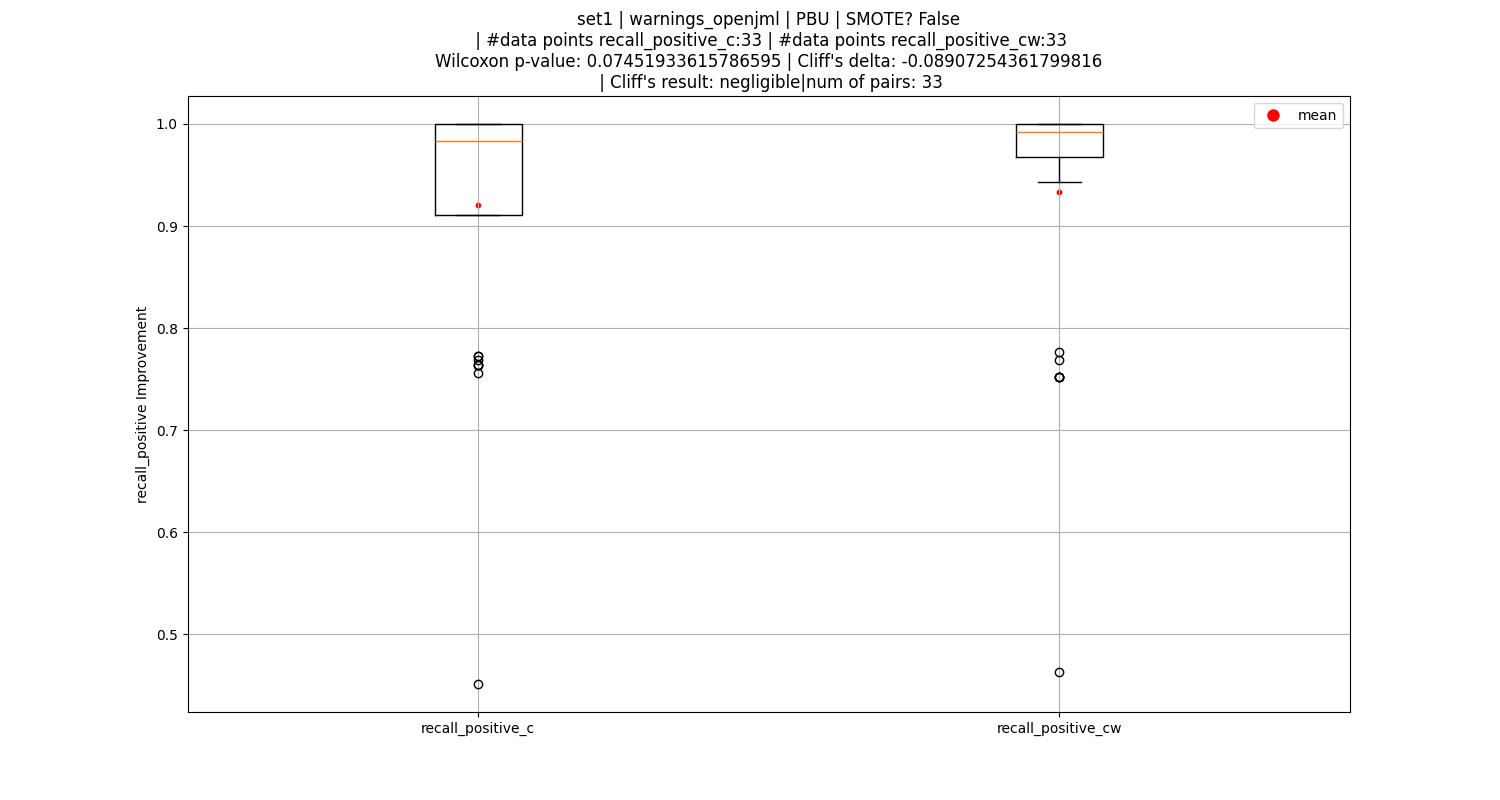 set1 | warnings_openjml | PBU | SMOTE? False
| #data points recall_positive_c:33 | #data points recall_positive_cw:33
Wilcoxon p-value: 0.07451933615786595 | Cliff's delta: -0.08907254361799816
| Cliff's result: negligible|num of pairs: 33
mean
1.0
0.9
0.8
0.7
0.6
0.5
recall_positive Improvement
recall_positive_c
recall_positive_cw